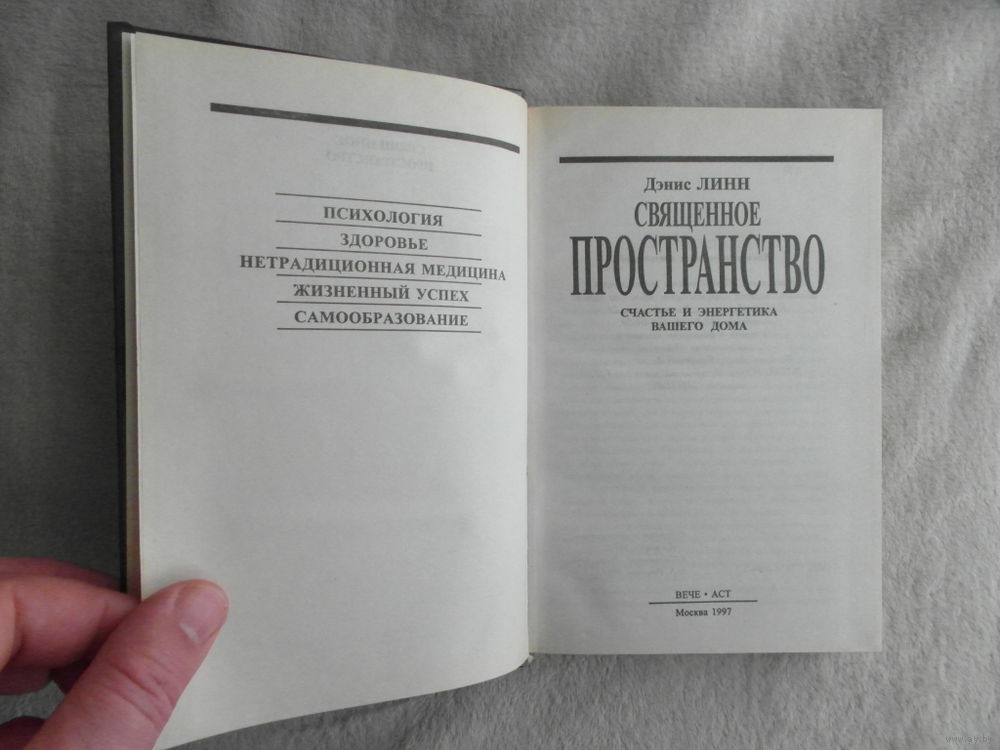 ПСИХОЛОГИЯ
ЗДОРОВЬЕ
НЕТРАДИЦИОННАЯ МЕДИЦИНА
ЖИЗНЕННЫЙ УСПЕХ
САМООБРАЗОВАНИЕ
Дэнис ЛИНН
СВЯЩЕННОЕ
ПРОСТРАНСТВО
СЧАСТЬЕ И ЭНЕРГЕТИКА
ВАШЕГО ДОМА
ВЕЧЕ • АСТ
Москва 1997